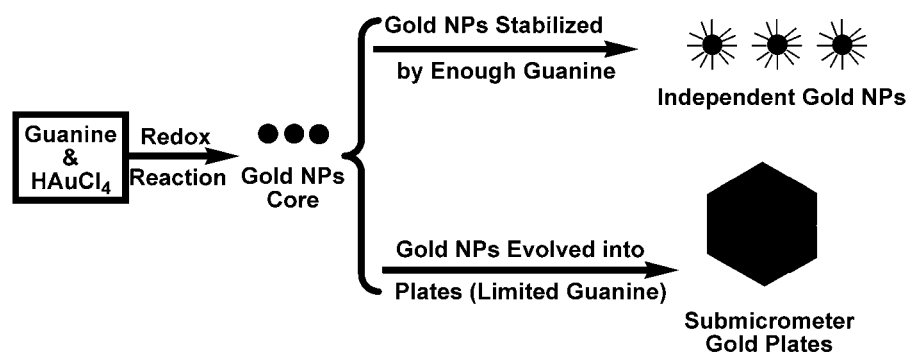 Guanine
&
HAuCl4
Redox
Reaction
Gold NPs
Core
Gold NPs Stabilized
by Enough Guanine
Independent Gold NPs
Gold NPs Evolved into
Plates (Limited Guanine)
Submicrometer
Gold Plates